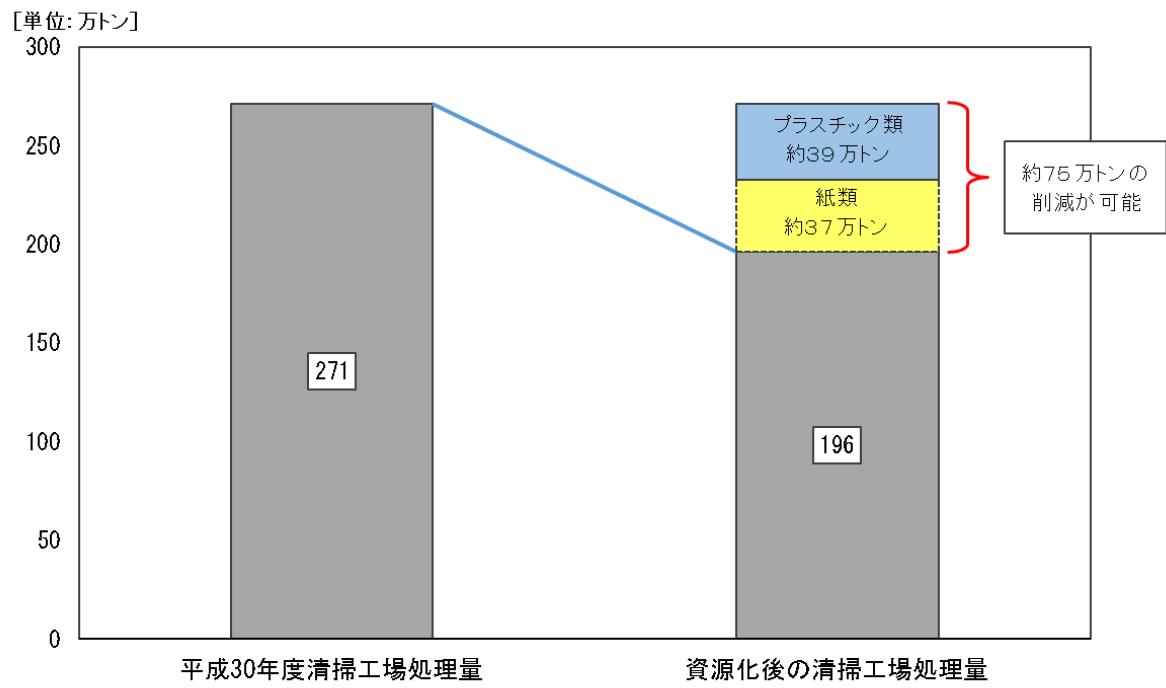 [単位:万トン]
300
250
200
150
100
50
0
プラスチック類
約39万トン
紙類
約37万トン
約75万トンの
削減が可能
271
196
平成30年度清掃工場処理量
資源化後の清掃工場処理量